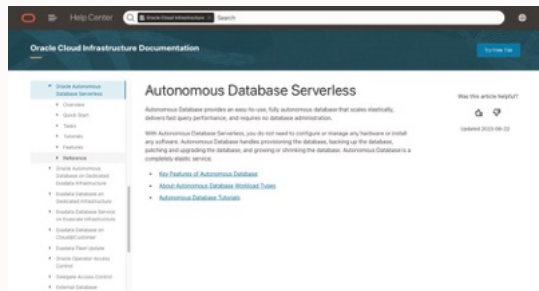 Help Center
Oracle Cloud Infrastructure
Search
Oracle Cloud Infrastructure Documentation
Try Free Tier
Oracle Autonomous
Database Serverless
Overview
Quick Start
Tasks
Tutorials
Features
Reference
Oracle Autonomous
Database on Dedicated
Exadata Infrastructure
Exadata Database on
Dedicated Infrastructure
Exadata Database Service
on Exascale Infrastructure
Exadata Database on
Cloud@Customer
Exadata Fleet Update
Oracle Operator Access
Control
Delegate Access Control
External Database
Autonomous Database Serverless
Autonomous Database provides an easy-to-use, fully autonomous database that scales elastically,
delivers fast query performance, and requires no database administration.
With Autonomous Database Serverless, you do not need to configure or manage any hardware or install
any software. Autonomous Database handles provisioning the database, backing up the database,
patching and upgrading the database, and growing or shrinking the database. Autonomous Database is a
completely elastic service.
Key Features of Autonomous Database
About Autonomous Database Workload Types
Autonomous Database Tutorials
Was this article helpful?
Updated 2023-08-22